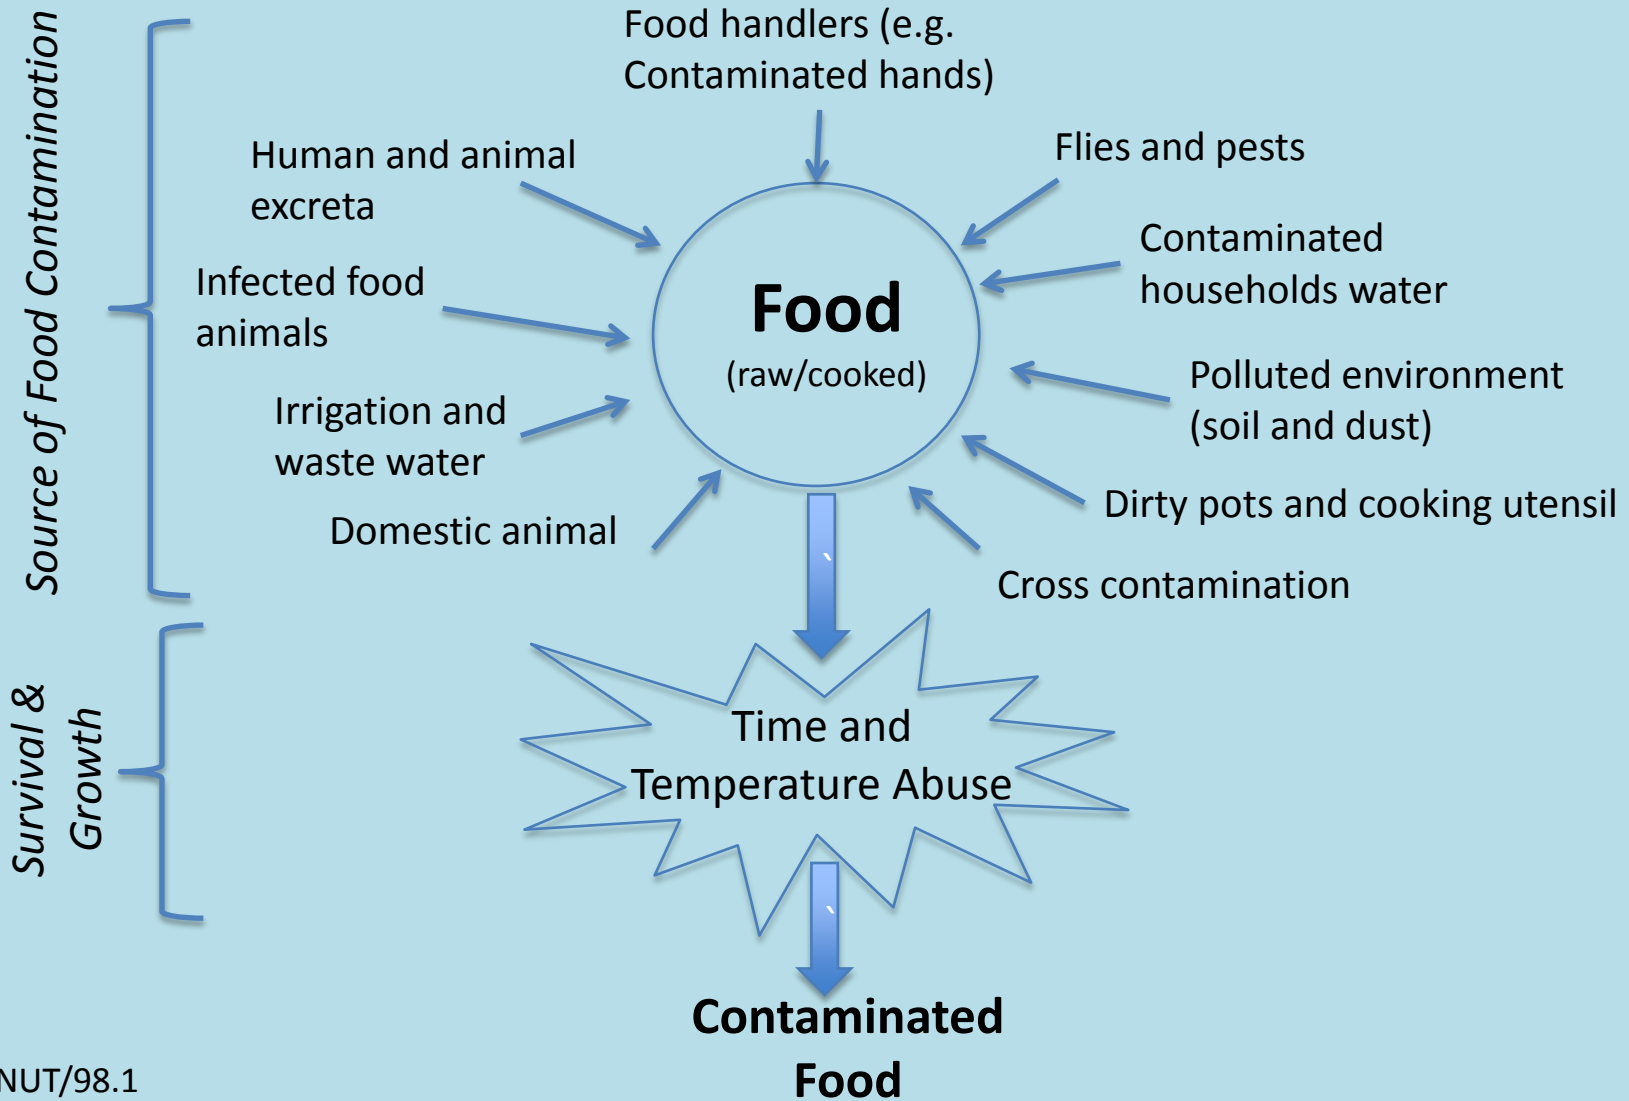 Source of Food Contamination
Food handlers (e.g.
Contaminated hands)
Human and animal
excreta
Flies and pests
Infected food
animals
Contaminated
households water
Food
(raw/cooked)
Irrigation and
waste water
Polluted environment
(soil and dust)
Domestic animal
Dirty pots and cooking utensil
Cross contamination
`
Survival &
Growth
Time and
Temperature Abuse
`
Contaminated
Food
NUT/98.1